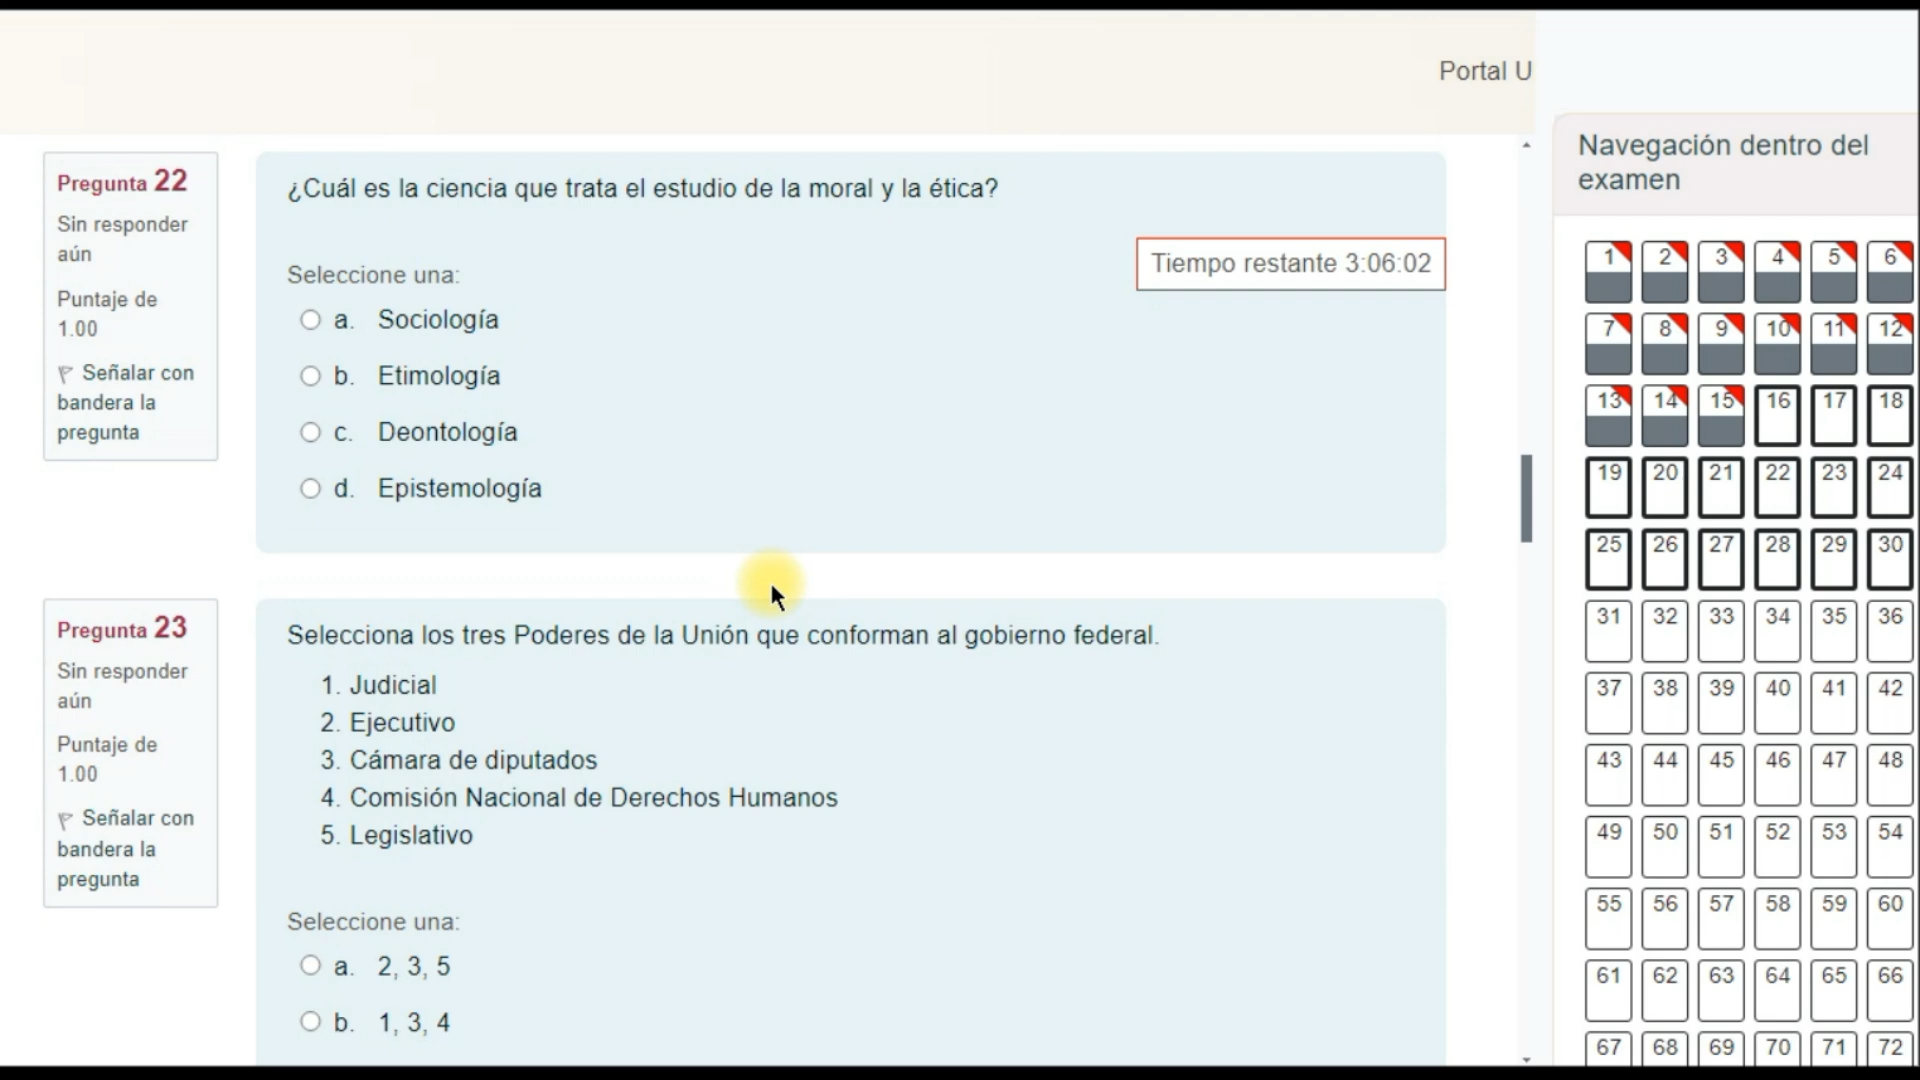 Portal U
Pregunta 22
Sin responder
aún
Puntaje de
1.00
Señalar con
bandera la
pregunta
¿Cuál es la ciencia que trata el estudio de la moral y la ética?
Tiempo restante 3:06:02
Seleccione una:
a. Sociología
b. Etimología
c. Deontología
d. Epistemología
Pregunta 23
Sin responder
aún
Puntaje de
1.00
Señalar con
bandera la
pregunta
Selecciona los tres Poderes de la Unión que conforman al gobierno federal.
1. Judicial
2. Ejecutivo
3. Cámara de diputados
4. Comisión Nacional de Derechos Humanos
5. Legislativo
Seleccione una:
a. 2, 3, 5
b. 1, 3, 4
Navegación dentro del
examen
1 2 3 4 5 6
7 8 9 10 11 12
13 14 15 16 17 18
19 20 21 22 23 24
25 26 27 28 29 30
31 32 33 34 35 36
37 38 39 40 41 42
43 44 45 46 47 48
49 50 51 52 53 54
55 56 57 58 59 60
61 62 63 64 65 66
67 68 69 70 71 72